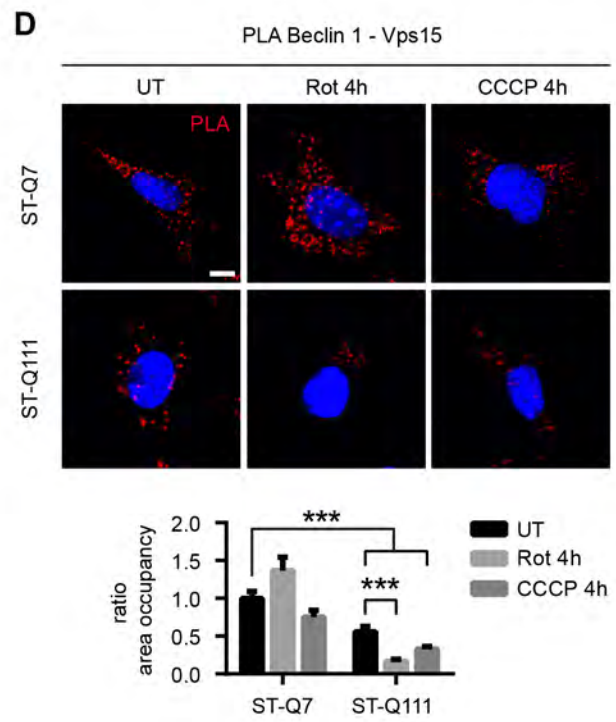 D
PLA Beclin 1 - Vps15
UT Rot 4h CCCP 4h
PLA
ST-Q7
ST-Q111
2.0
1.5
1.0
0.5
0.0
ratio
area occupancy
***
***
UT
Rot 4h
CCCP 4h
ST-Q7 ST-Q111